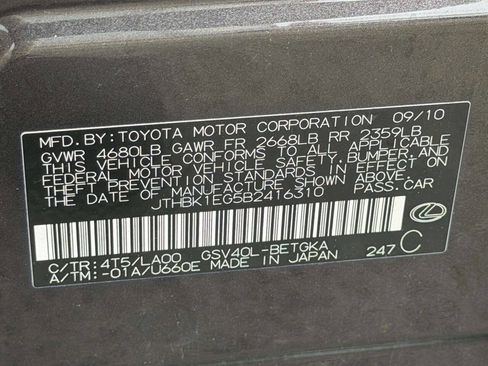 MFD. BY: TOYOTA MOTOR CORPORATION 09/10
GVWR 4680LB GAWR FR 2668LB RR 2359LB
THIS VEHICLE CONFORMS TO ALL APPLICABLE
FEDERAL MOTOR VEHICLE SAFETY, BUMPER, AND
THEFT PREVENTION STANDARDS IN EFFECT ON
THE DATE OF MANUFACTURE SHOWN ABOVE.
JTHBK1EG5B2416310 PASS. CAR
C/TR: 4T5/LA00 GSV40L-BETGKA
A/TM: -01A/U660E MADE IN JAPAN 247 C